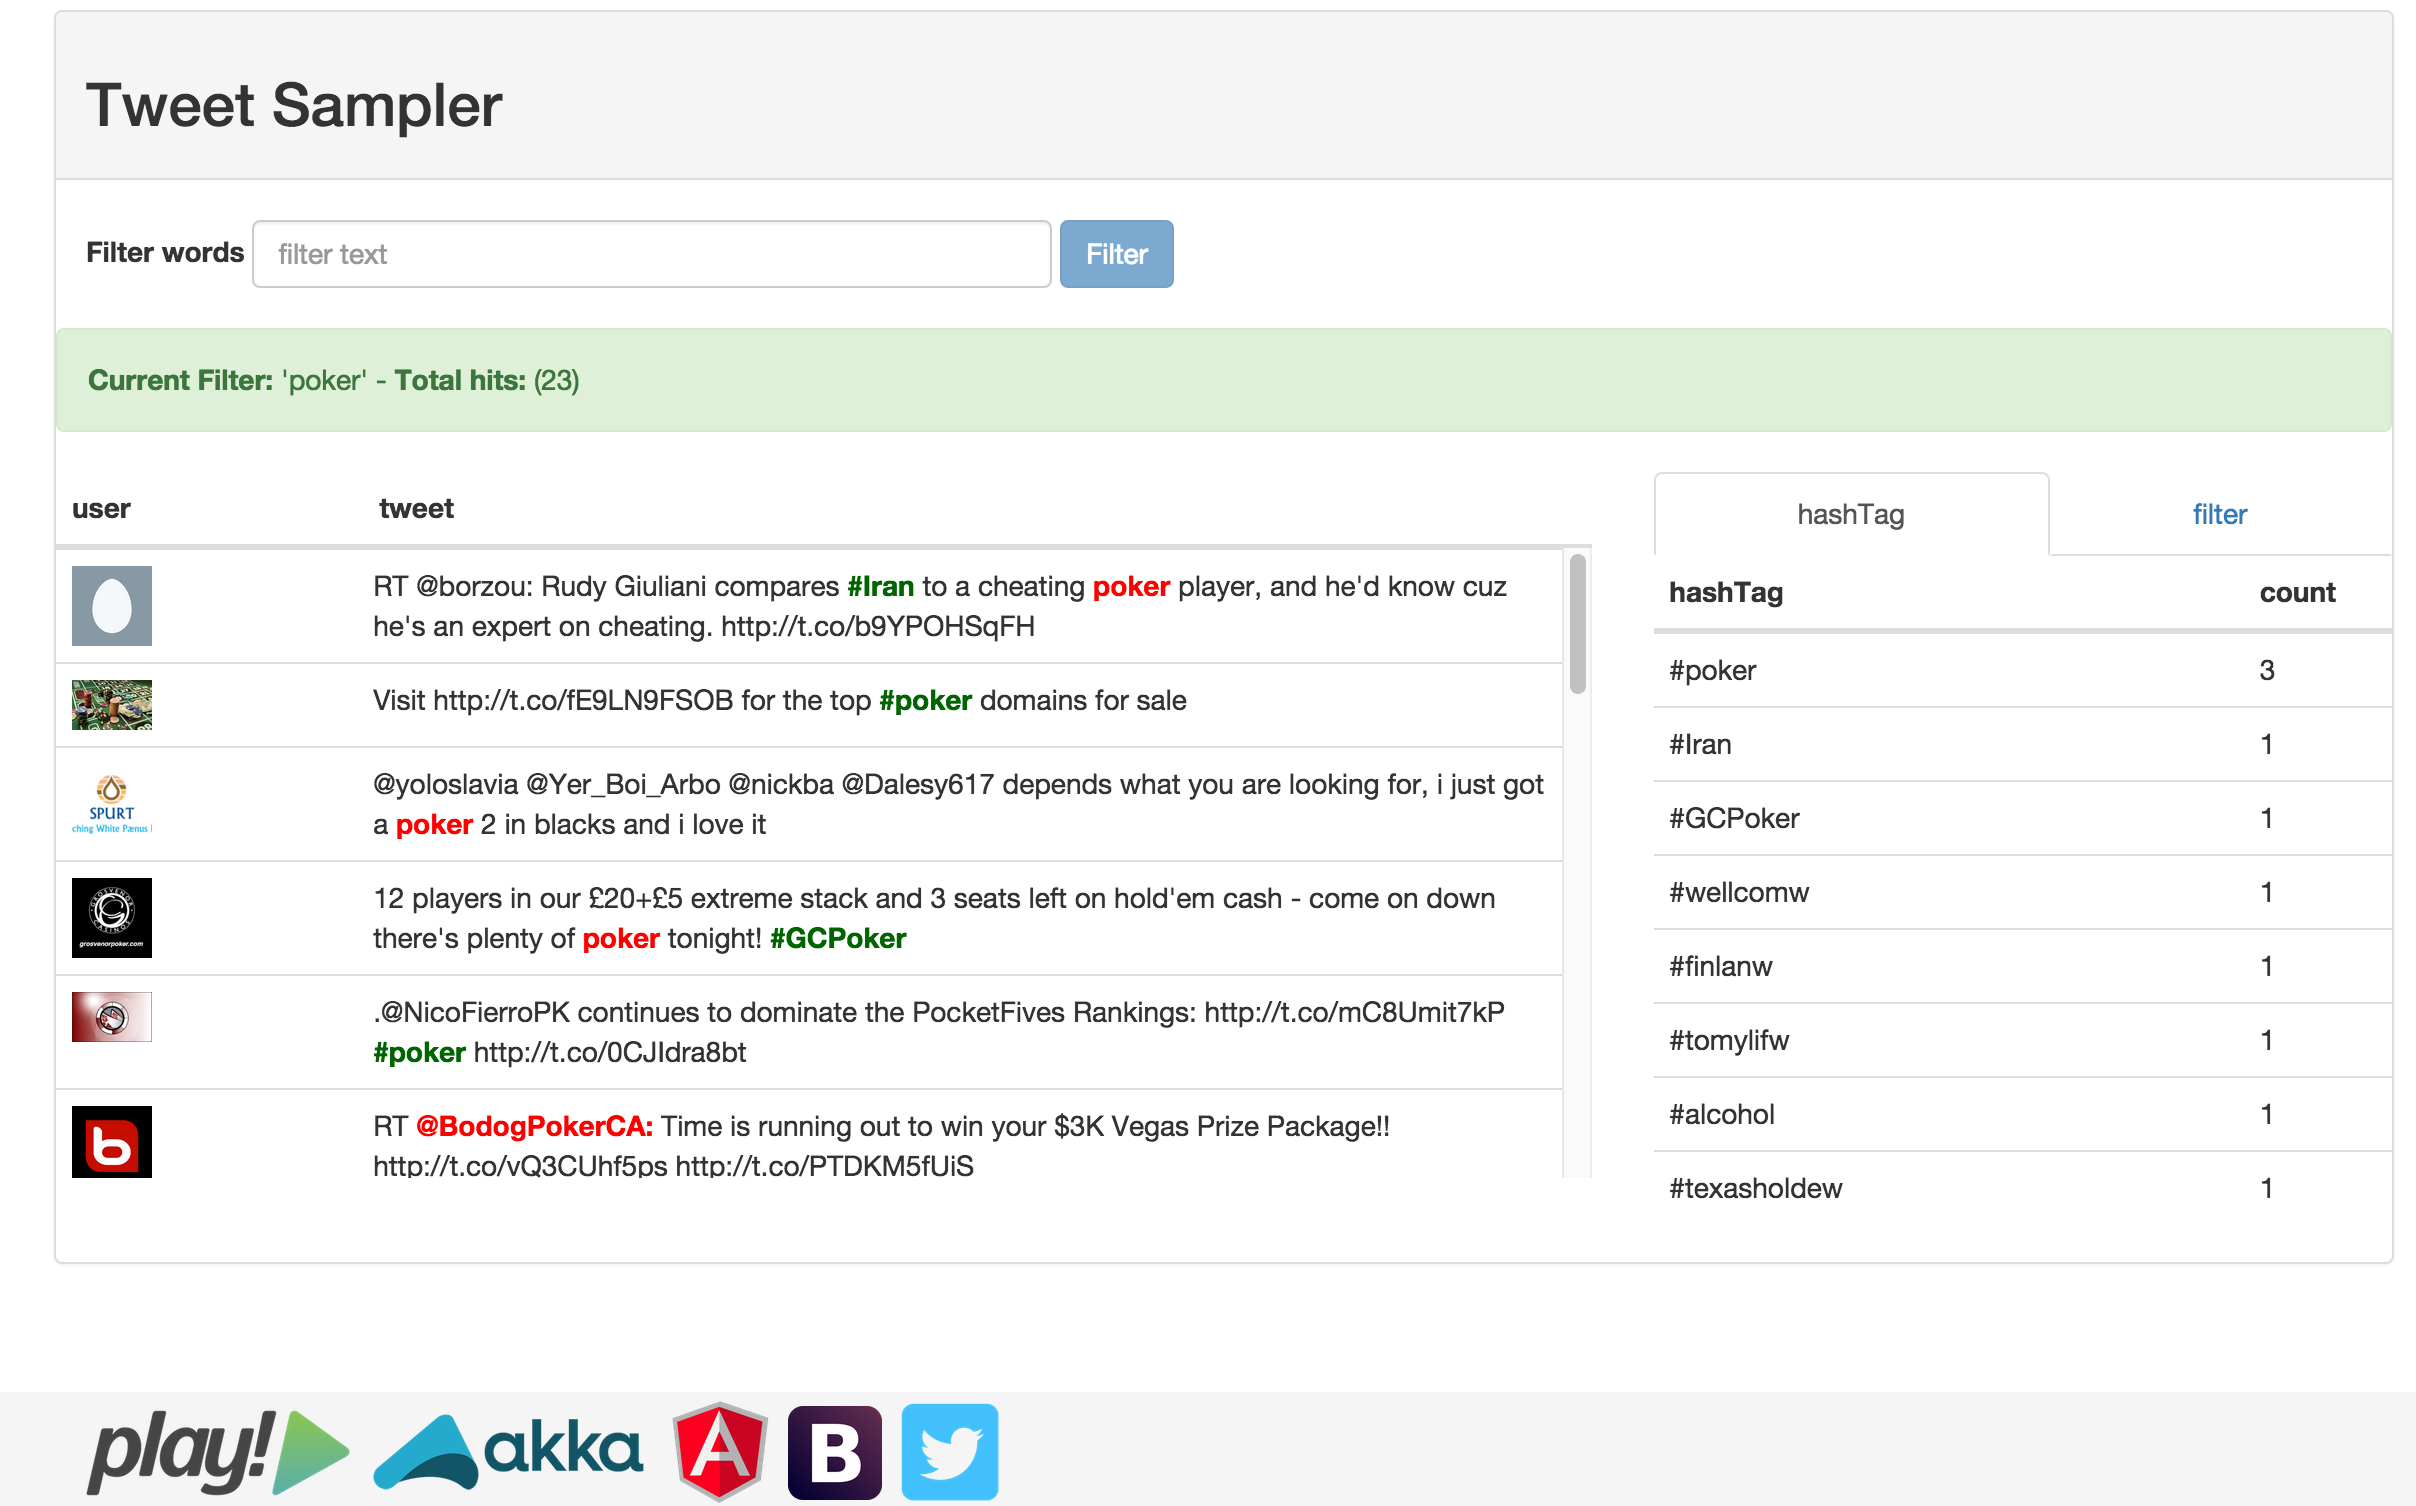 Tweet Sampler
Filter words filter text Filter
Current Filter: 'poker' - Total hits: (23)
user tweet
RT @borzou: Rudy Giuliani compares #Iran to a cheating poker player, and he'd know cuz
he's an expert on cheating. http://t.co/b9YPOHSqFH
Visit http://t.co/fE9LN9FSOB for the top #poker domains for sale
SPURT
ching White Pænus
@yoloslavia @Yer_Boi_Arbo @nickba @Dalesy617 depends what you are looking for, i just got
a poker 2 in blacks and i love it
GROSVENOR
CASINOS
grosvenorpoker.com
12 players in our £20+£5 extreme stack and 3 seats left on hold'em cash - come on down
there's plenty of poker tonight! #GCPoker
.@NicoFierroPK continues to dominate the PocketFives Rankings: http://t.co/mC8Umit7kP
#poker http://t.co/0CJIdra8bt
b
RT @BodogPokerCA: Time is running out to win your $3K Vegas Prize Package!!
http://t.co/vQ3CUhf5ps http://t.co/PTDKM5fUiS
hashTag filter
hashTag count
#poker 3
#Iran 1
#GCPoker 1
#wellcomw 1
#finlanw 1
#tomylifw 1
#alcohol 1
#texasholdew 1
play! akka A B